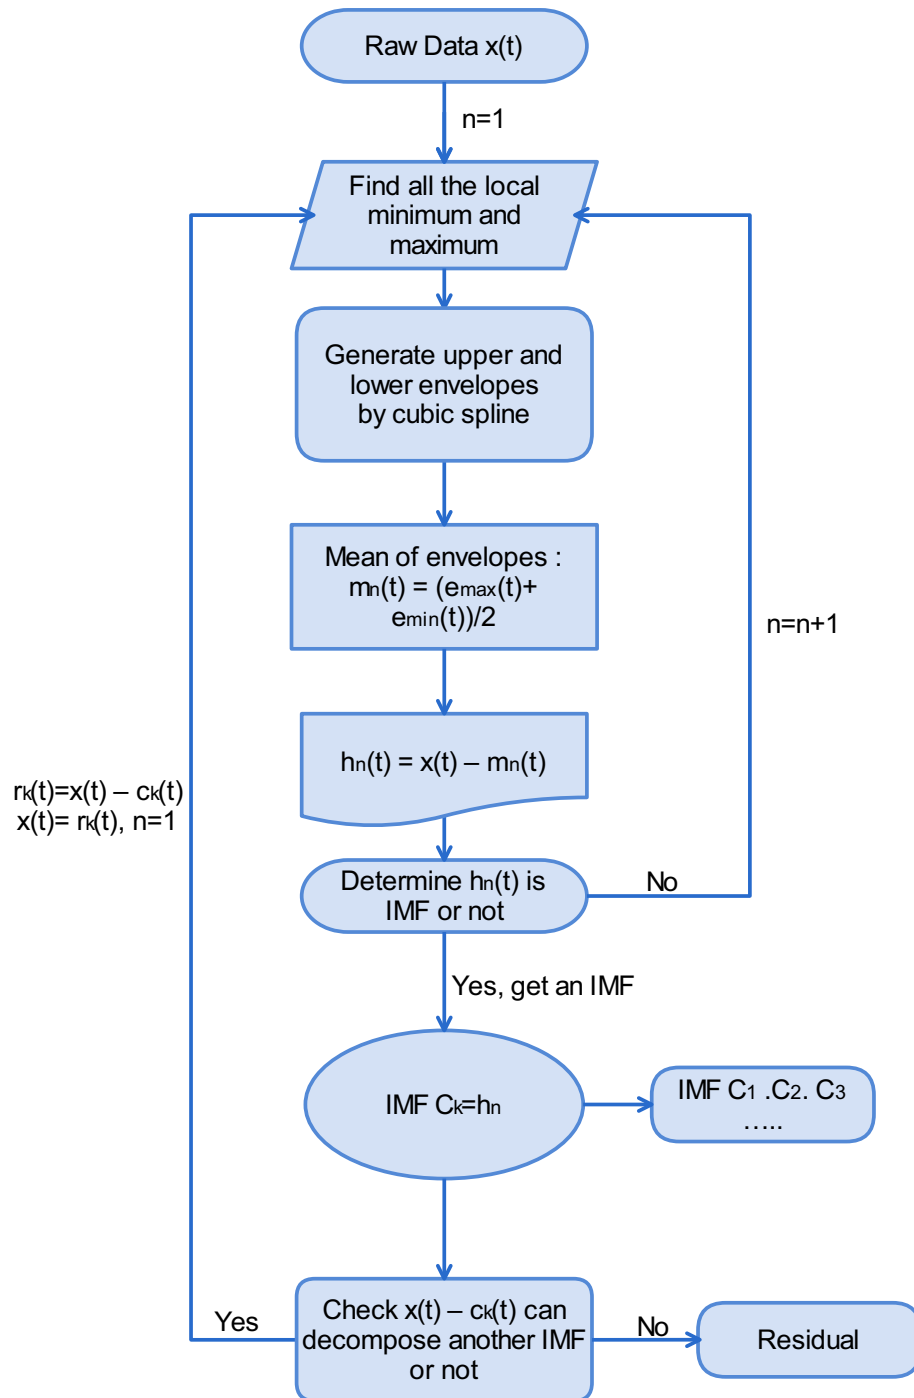 Raw Data x(t)
n=1
Find all the local
minimum and
maximum
Generate upper and
lower envelopes
by cubic spline
Mean of envelopes :
mn(t) = (emax(t)+
emin(t))/2
n=n+1
hn(t) = x(t) – mn(t)
rk(t)=x(t) – ck(t)
x(t)= rk(t), n=1
Determine hn(t) is
IMF or not
No
Yes, get an IMF
IMF Ck=hn
IMF C1 .C2. C3
…..
Check x(t) – ck(t) can
decompose another IMF
or not
Yes
No
Residual